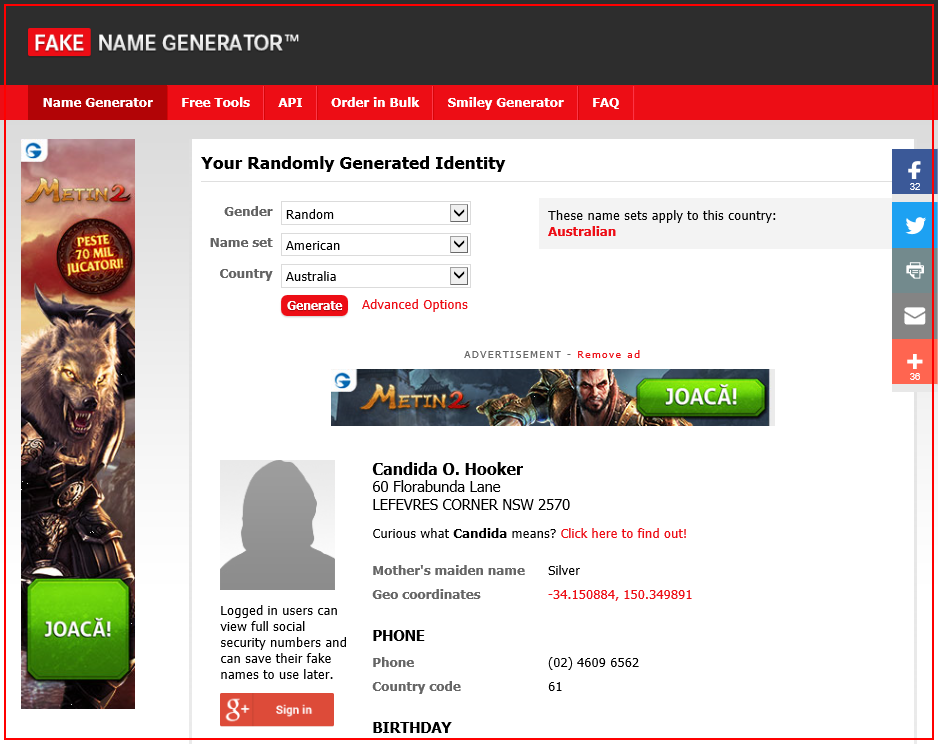 FAKE NAME GENERATOR™
Name Generator Free Tools API Order in Bulk Smiley Generator FAQ
METIN2
PESTE
70 MIL
JUCATORI!
JOACĂ!
Your Randomly Generated Identity
Gender Random
Name set American
Country Australia
Generate Advanced Options
These name sets apply to this country:
Australian
32
36
ADVERTISEMENT - Remove ad
METIN2 JOACĂ!
Candida O. Hooker
60 Florabunda Lane
LEFEVRES CORNER NSW 2570
Curious what Candida means? Click here to find out!
Mother's maiden name Silver
Geo coordinates -34.150884, 150.349891
PHONE
Phone (02) 4609 6562
Country code 61
BIRTHDAY
Logged in users can
view full social
security numbers and
can save their fake
names to use later.
g+ Sign in